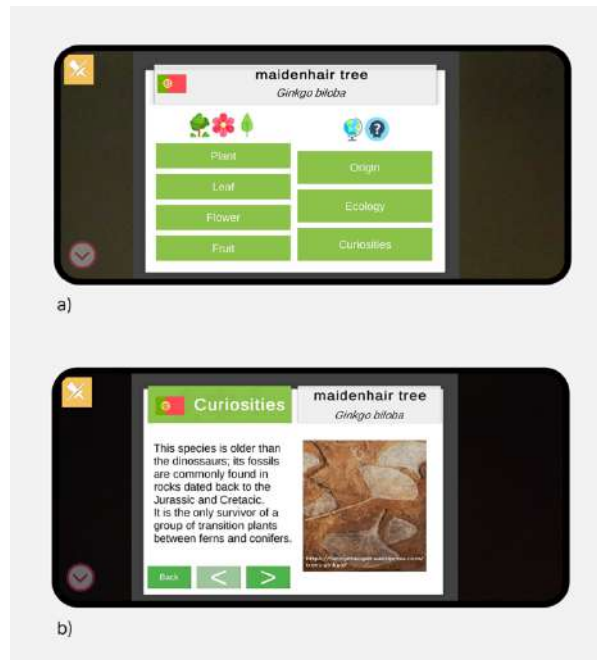 maidenhair tree
Ginkgo biloba
Plant
Leaf
Flower
Fruit
Origin
Ecology
Curiosities
a)
Curiosities
maidenhair tree
Ginkgo biloba
This species is older than
the dinossaurs; its fossils
are commonly found in
rocks dated back to the
Jurassic and Cretacic.
It is the only survivor of a
group of transition plants
between ferns and conifers.
Back
<
>
b)